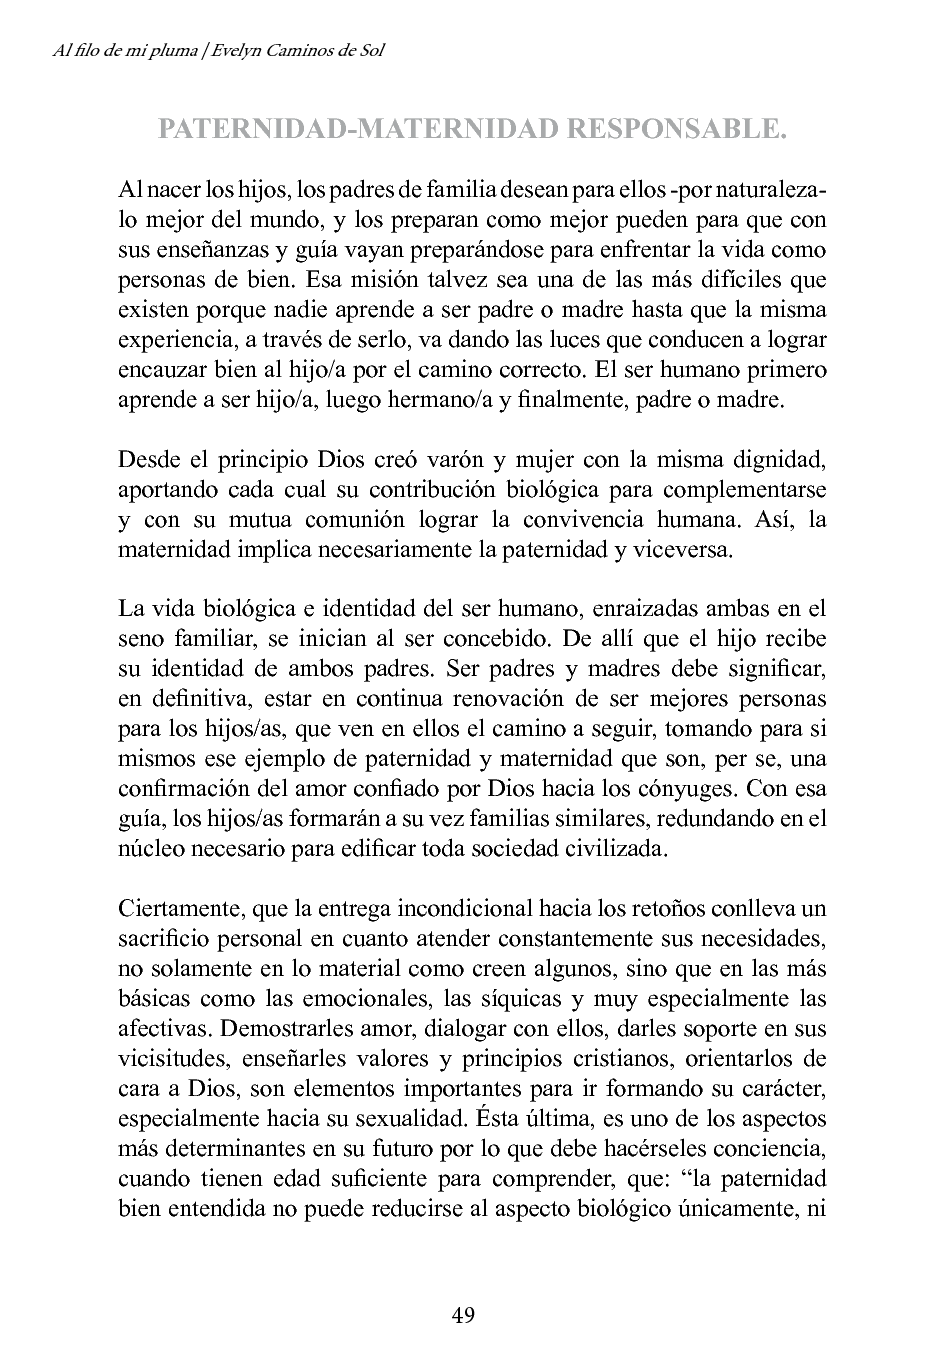 Al filo de mi pluma / Evelyn Caminos de Sol
PATERNIDAD-MATERNIDAD RESPONSABLE.
Al nacer los hijos, los padres de familia desean para ellos -por naturaleza-
lo mejor del mundo, y los preparan como mejor pueden para que con
sus enseñanzas y guía vayan preparándose para enfrentar la vida como
personas de bien. Esa misión talvez sea una de las más difíciles que
existen porque nadie aprende a ser padre o madre hasta que la misma
experiencia, a través de serlo, va dando las luces que conducen a lograr
encauzar bien al hijo/a por el camino correcto. El ser humano primero
aprende a ser hijo/a, luego hermano/a y finalmente, padre o madre.
Desde el principio Dios creó varón y mujer con la misma dignidad,
aportando cada cual su contribución biológica para complementarse
y con su mutua comunión lograr la convivencia humana. Así, la
maternidad implica necesariamente la paternidad y viceversa.
La vida biológica e identidad del ser humano, enraizadas ambas en el
seno familiar, se inician al ser concebido. De allí que el hijo recibe
su identidad de ambos padres. Ser padres y madres debe significar,
en definitiva, estar en continua renovación de ser mejores personas
para los hijos/as, que ven en ellos el camino a seguir, tomando para si
mismos ese ejemplo de paternidad y maternidad que son, per se, una
confirmación del amor confiado por Dios hacia los cónyuges. Con esa
guía, los hijos/as formarán a su vez familias similares, redundando en el
núcleo necesario para edificar toda sociedad civilizada.
Ciertamente, que la entrega incondicional hacia los retoños conlleva un
sacrificio personal en cuanto atender constantemente sus necesidades,
no solamente en lo material como creen algunos, sino que en las más
básicas como las emocionales, las síquicas y muy especialmente las
afectivas. Demostrarles amor, dialogar con ellos, darles soporte en sus
vicisitudes, enseñarles valores y principios cristianos, orientarlos de
cara a Dios, son elementos importantes para ir formando su carácter,
especialmente hacia su sexualidad. Ésta última, es uno de los aspectos
más determinantes en su futuro por lo que debe hacérseles conciencia,
cuando tienen edad suficiente para comprender, que: “la paternidad
bien entendida no puede reducirse al aspecto biológico únicamente, ni
49